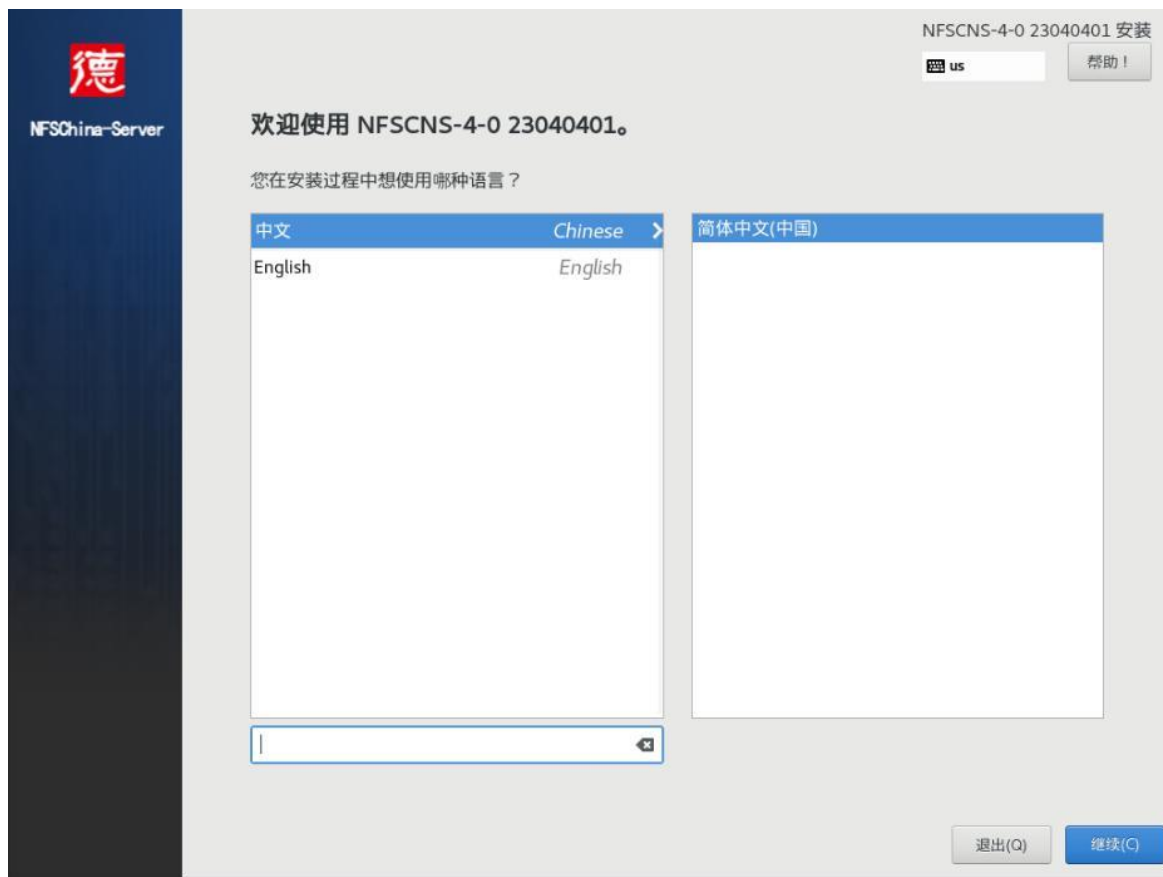 德
NFSChina-Server
NFSCNS-4-0 23040401 安装
us
帮助！
欢迎使用 NFSCNS-4-0 23040401。
您在安装过程中想使用哪种语言？
中文 Chinese
English English
简体中文(中国)
退出(Q)
继续(C)